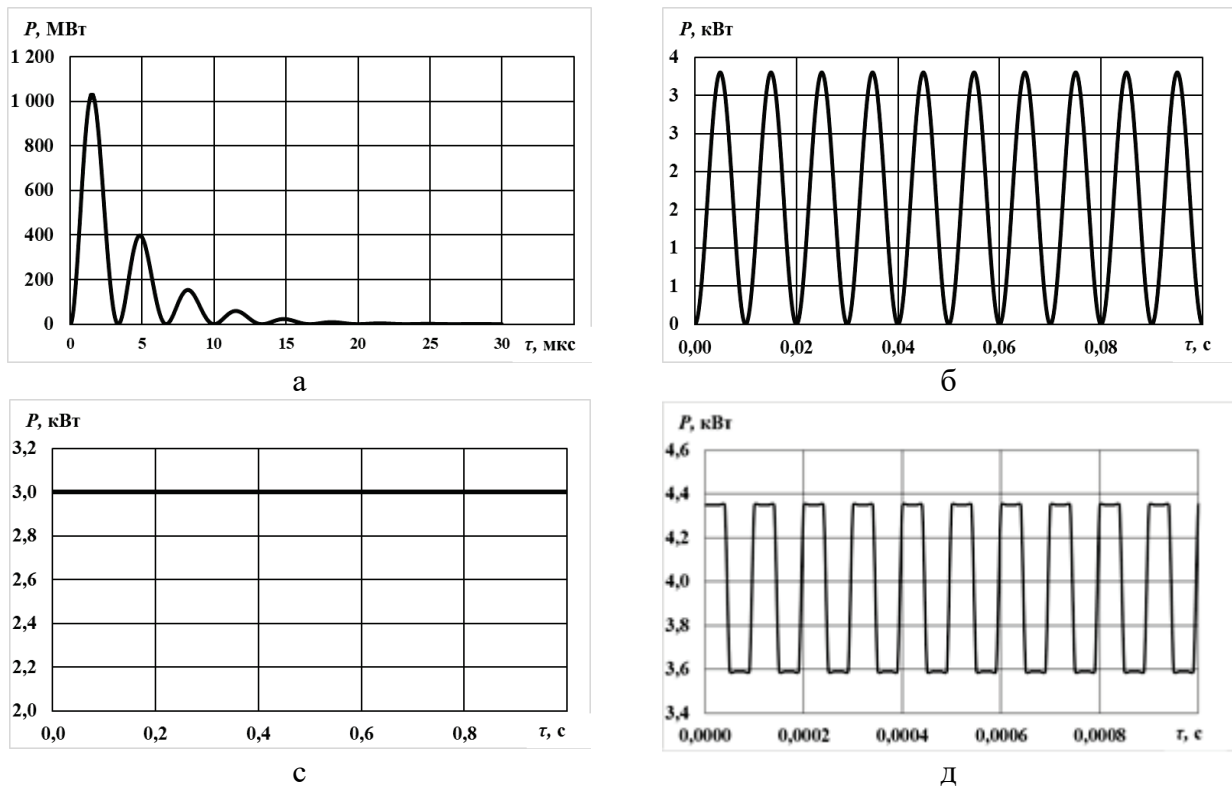 P, МВт
1 200
1 000
800
600
400
200
0
0 5 10 15 20 25 30 τ, мкс
а
P, кВт
4
3
3
2
2
1
1
0
0,00 0,02 0,04 0,06 0,08 τ, с
б
P, кВт
3,2
3,0
2,8
2,6
2,4
2,2
2,0
0,0 0,2 0,4 0,6 0,8 τ, с
с
P, кВт
4,6
4,4
4,2
4,0
3,8
3,6
3,4
0,0000 0,0002 0,0004 0,0006 0,0008 τ, с
д